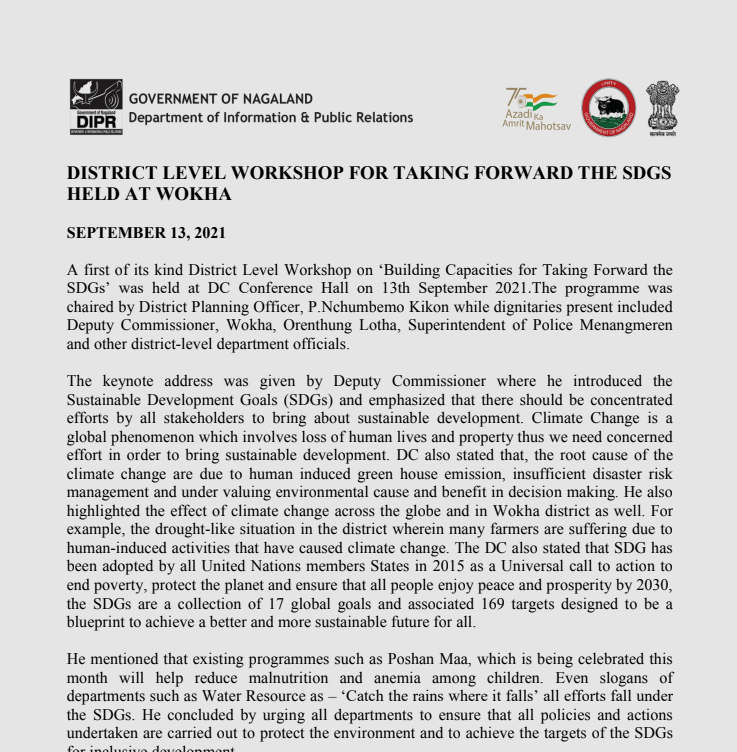 GOVERNMENT OF NAGALAND
Department of Information & Public Relations
DIPR
75
Azadi Ka
Amrit Mahotsav
UNITY
GOVERNMENT OF NAGALAND
सत्यमेव जयते
DISTRICT LEVEL WORKSHOP FOR TAKING FORWARD THE SDGS
HELD AT WOKHA
SEPTEMBER 13, 2021
A first of its kind District Level Workshop on ‘Building Capacities for Taking Forward the
SDGs’ was held at DC Conference Hall on 13th September 2021.The programme was
chaired by District Planning Officer, P.Nchumbemo Kikon while dignitaries present included
Deputy Commissioner, Wokha, Orenthung Lotha, Superintendent of Police Menangmeren
and other district-level department officials.
The keynote address was given by Deputy Commissioner where he introduced the
Sustainable Development Goals (SDGs) and emphasized that there should be concentrated
efforts by all stakeholders to bring about sustainable development. Climate Change is a
global phenomenon which involves loss of human lives and property thus we need concerned
effort in order to bring sustainable development. DC also stated that, the root cause of the
climate change are due to human induced green house emission, insufficient disaster risk
management and under valuing environmental cause and benefit in decision making. He also
highlighted the effect of climate change across the globe and in Wokha district as well. For
example, the drought-like situation in the district wherein many farmers are suffering due to
human-induced activities that have caused climate change. The DC also stated that SDG has
been adopted by all United Nations members States in 2015 as a Universal call to action to
end poverty, protect the planet and ensure that all people enjoy peace and prosperity by 2030,
the SDGs are a collection of 17 global goals and associated 169 targets designed to be a
blueprint to achieve a better and more sustainable future for all.
He mentioned that existing programmes such as Poshan Maa, which is being celebrated this
month will help reduce malnutrition and anemia among children. Even slogans of
departments such as Water Resource as – ‘Catch the rains where it falls’ all efforts fall under
the SDGs. He concluded by urging all departments to ensure that all policies and actions
undertaken are carried out to protect the environment and to achieve the targets of the SDGs
for inclusive development.